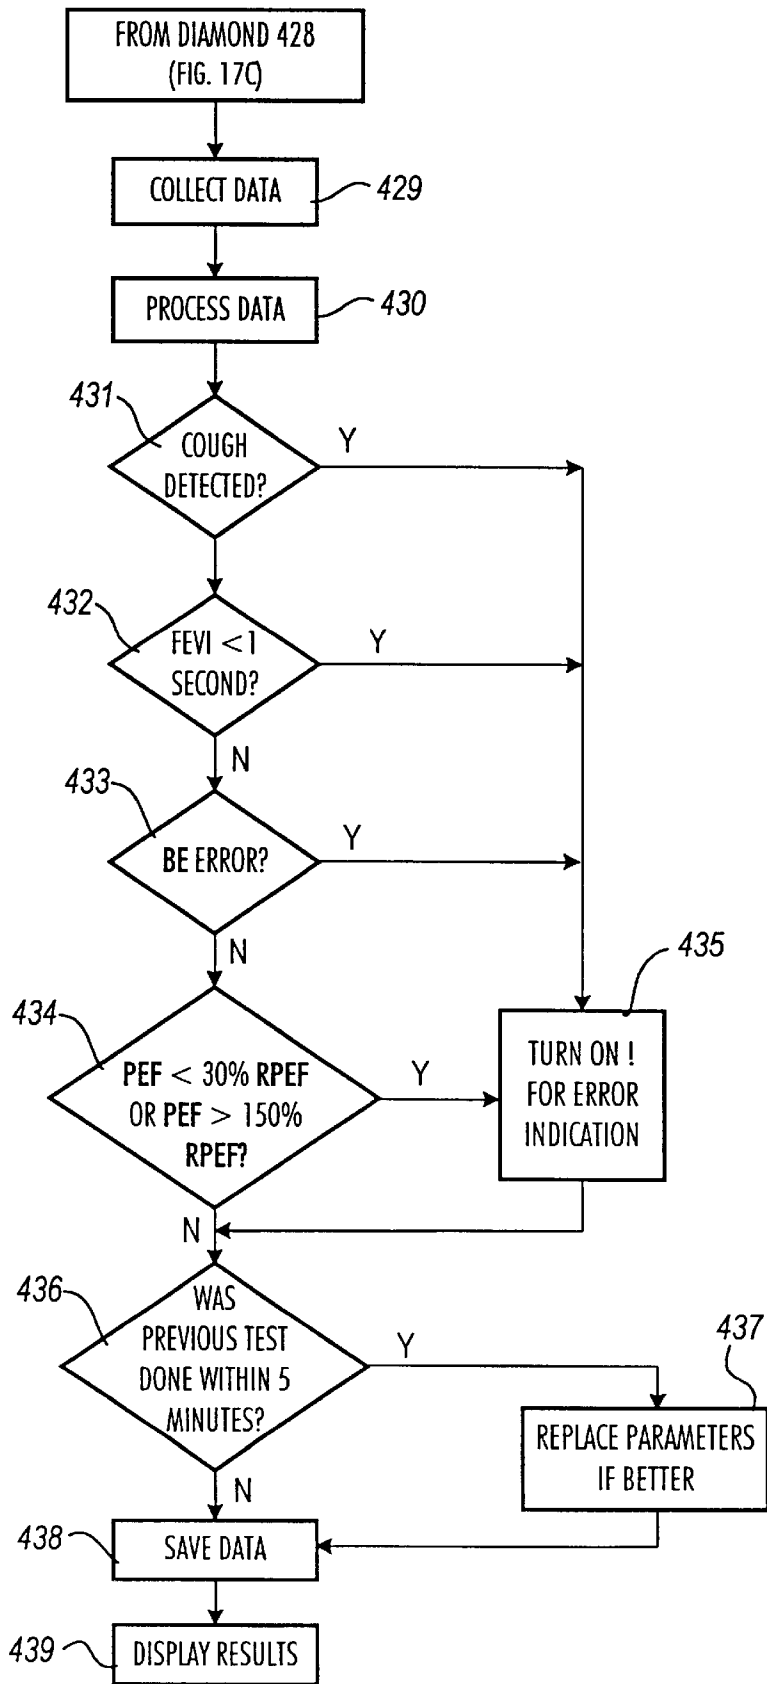 FROM DIAMOND 428
(FIG. 17C)
COLLECT DATA
429
PROCESS DATA
430
431
COUGH
DETECTED?
Y
432
FEVI < 1
SECOND?
Y
N
433
BE ERROR?
Y
N
434
PEF < 30% RPEF
OR PEF > 150%
RPEF?
Y
N
435
TURN ON !
FOR ERROR
INDICATION
436
WAS
PREVIOUS TEST
DONE WITHIN 5
MINUTES?
Y
N
437
REPLACE PARAMETERS
IF BETTER
438
SAVE DATA
439
DISPLAY RESULTS